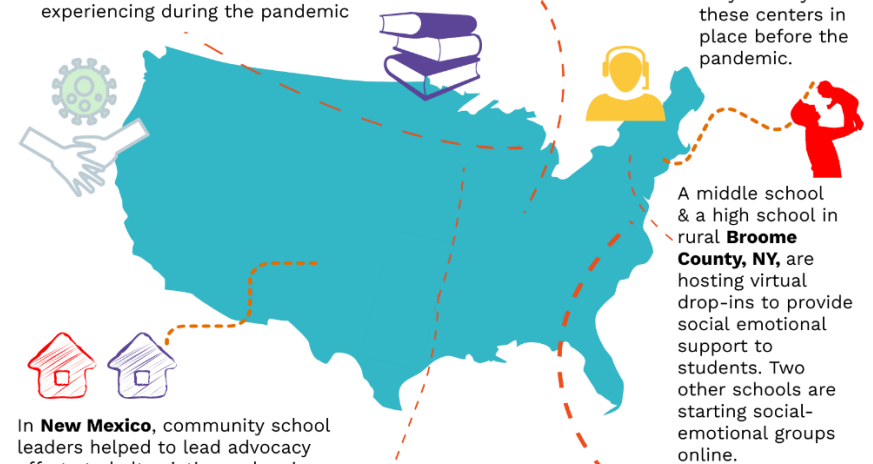 experiencing during the pandemic
these centers in
place before the
pandemic.
A middle school
& a high school in
rural Broome
County, NY, are
hosting virtual
drop-ins to provide
social emotional
support to
students. Two
other schools are
starting social-
emotional groups
online.
In New Mexico, community school
leaders helped to lead advocacy